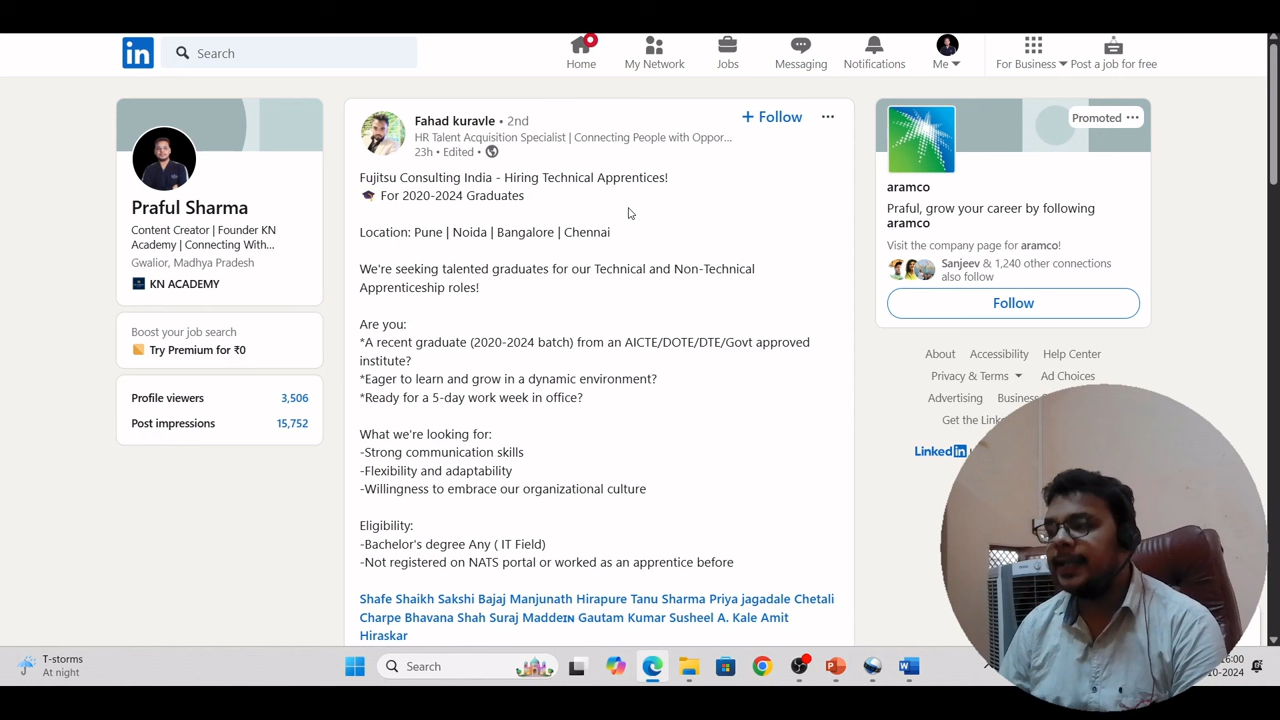 in
Search
Home
My Network
Jobs
Messaging
Notifications
Me
For Business
Post a job for free
Praful Sharma
Content Creator | Founder KN
Academy | Connecting With...
Gwalior, Madhya Pradesh
KN ACADEMY
Boost your job search
Try Premium for ₹0
Profile viewers 3,506
Post impressions 15,752
Fahad kuravle • 2nd
+ Follow
HR Talent Acquisition Specialist | Connecting People with Oppor...
23h • Edited •
Fujitsu Consulting India - Hiring Technical Apprentices!
🎓 For 2020-2024 Graduates
Location: Pune | Noida | Bangalore | Chennai
We're seeking talented graduates for our Technical and Non-Technical
Apprenticeship roles!
Are you:
*A recent graduate (2020-2024 batch) from an AICTE/DOTE/DTE/Govt approved
institute?
*Eager to learn and grow in a dynamic environment?
*Ready for a 5-day work week in office?
What we're looking for:
-Strong communication skills
-Flexibility and adaptability
-Willingness to embrace our organizational culture
Eligibility:
-Bachelor's degree Any ( IT Field)
-Not registered on NATS portal or worked as an apprentice before
Shafe Shaikh Sakshi Bajaj Manjunath Hirapure Tanu Sharma Priya jagadale Chetali
Charpe Bhavana Shah Suraj Maddeɪɴ Gautam Kumar Susheel A. Kale Amit
Hiraskar
Promoted
aramco
Praful, grow your career by following
aramco
Visit the company page for aramco!
Sanjeev & 1,240 other connections
also follow
Follow
About Accessibility Help Center
Privacy & Terms Ad Choices
Advertising Business
Get the
Linkedin
T-storms
At night
Search
16:00
-10-2024